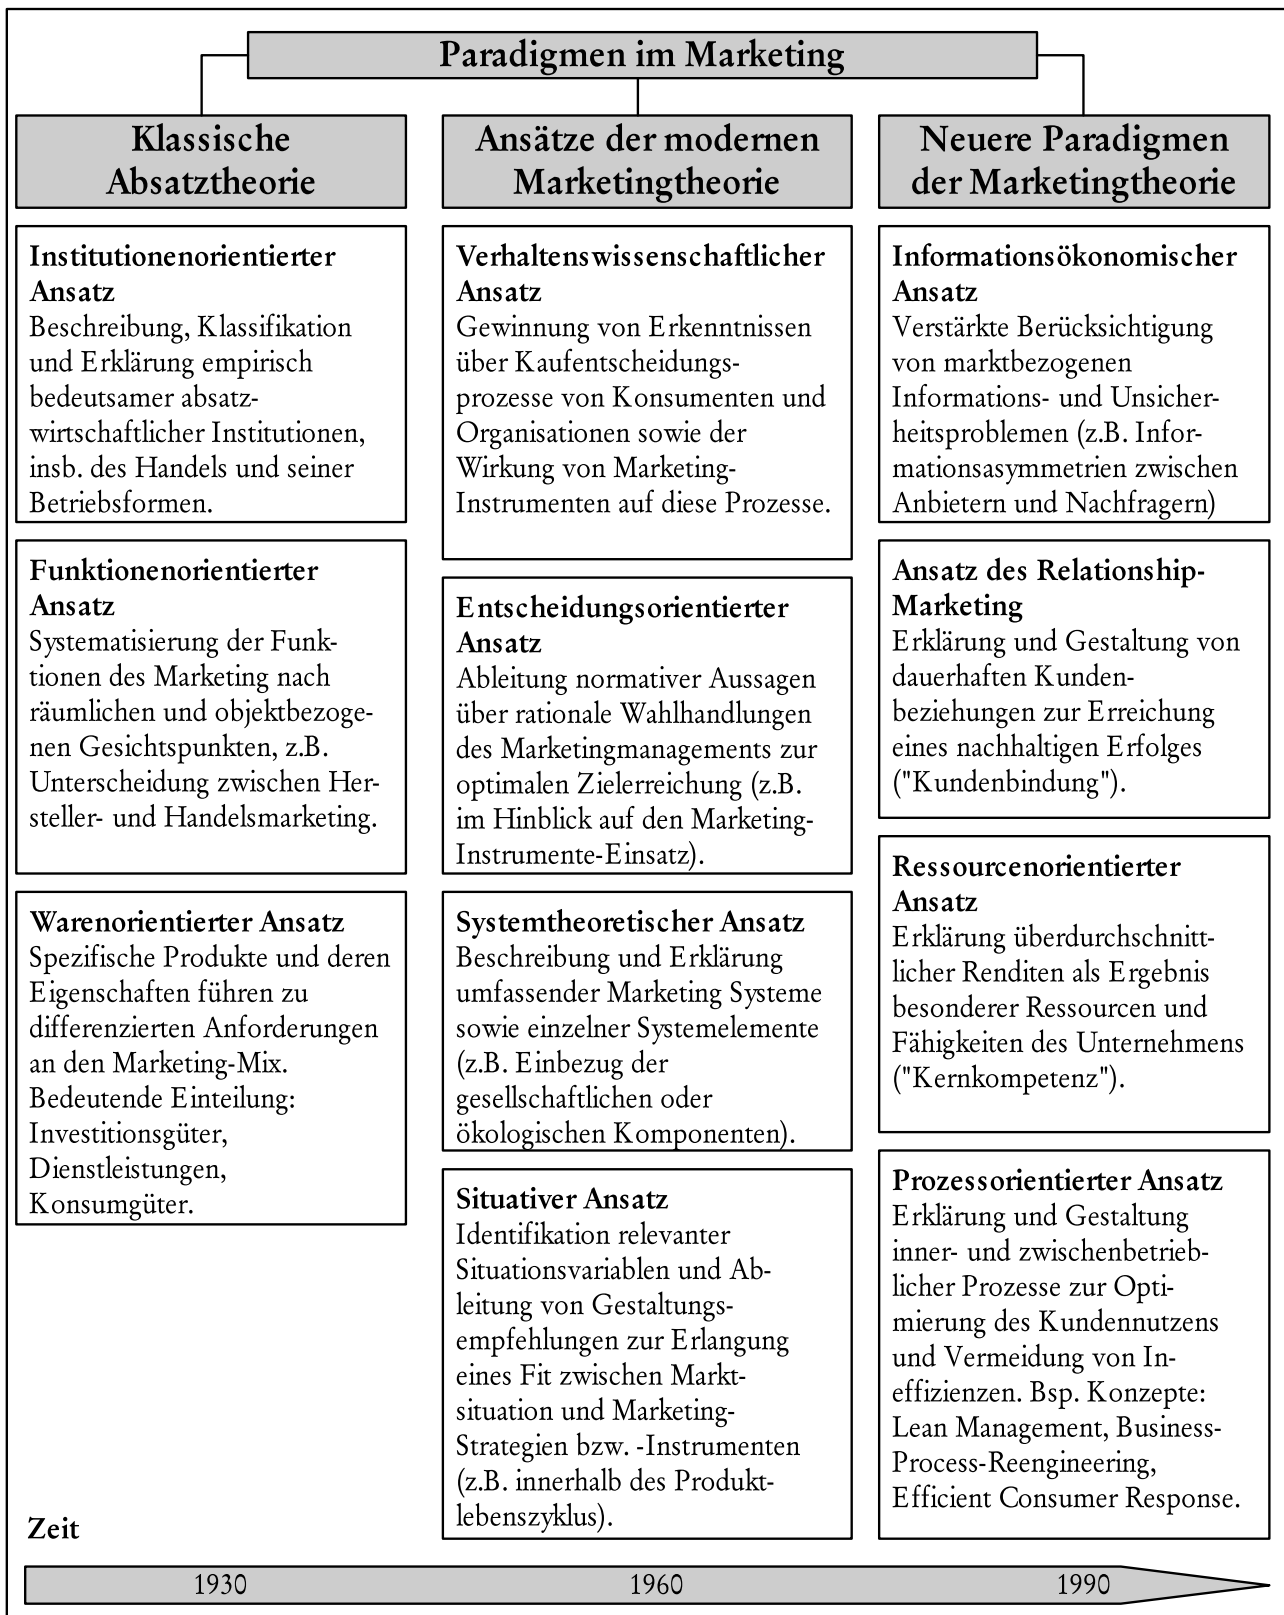 Paradigmen im Marketing
Klassische
Absatztheorie
Institutionenorientierter
Ansatz
Beschreibung, Klassifikation
und Erklärung empirisch
bedeutsamer absatz-
wirtschaftlicher Institutionen,
insb. des Handels und seiner
Betriebsformen.
Funktionenorientierter
Ansatz
Systematisierung der Funk-
tionen des Marketing nach
räumlichen und objektbezoge-
nen Gesichtspunkten, z.B.
Unterscheidung zwischen Her-
steller- und Handelsmarketing.
Warenorientierter Ansatz
Spezifische Produkte und deren
Eigenschaften führen zu
differenzierten Anforderungen
an den Marketing-Mix.
Bedeutende Einteilung:
Investitionsgüter,
Dienstleistungen,
Konsumgüter.
Ansätze der modernen
Marketingtheorie
Verhaltenswissenschaftlicher
Ansatz
Gewinnung von Erkenntnissen
über Kaufentscheidungs-
prozesse von Konsumenten und
Organisationen sowie der
Wirkung von Marketing-
Instrumenten auf diese Prozesse.
Entscheidungsorientierter
Ansatz
Ableitung normativer Aussagen
über rationale Wahlhandlungen
des Marketingmanagements zur
optimalen Zielerreichung (z.B.
im Hinblick auf den Marketing-
Instrumente-Einsatz).
Systemtheoretischer Ansatz
Beschreibung und Erklärung
umfassender Marketing Systeme
sowie einzelner Systemelemente
(z.B. Einbezug der
gesellschaftlichen oder
ökologischen Komponenten).
Situativer Ansatz
Identifikation relevanter
Situationsvariablen und Ab-
leitung von Gestaltungs-
empfehlungen zur Erlangung
eines Fit zwischen Markt-
situation und Marketing-
Strategien bzw. -Instrumenten
(z.B. innerhalb des Produkt-
lebenszyklus).
Neuere Paradigmen
der Marketingtheorie
Informationsökonomischer
Ansatz
Verstärkte Berücksichtigung
von marktbezogenen
Informations- und Unsicher-
heitsproblemen (z.B. Infor-
mationsasymmetrien zwischen
Anbietern und Nachfragern)
Ansatz des Relationship-
Marketing
Erklärung und Gestaltung von
dauerhaften Kunden-
beziehungen zur Erreichung
eines nachhaltigen Erfolges
("Kundenbindung").
Ressourcenorientierter
Ansatz
Erklärung überdurchschnitt-
licher Renditen als Ergebnis
besonderer Ressourcen und
Fähigkeiten des Unternehmens
("Kernkompetenz").
Prozessorientierter Ansatz
Erklärung und Gestaltung
inner- und zwischenbetrieb-
licher Prozesse zur Opti-
mierung des Kundennutzens
und Vermeidung von In-
effizienzen. Bsp. Konzepte:
Lean Management, Business-
Process-Reengineering,
Efficient Consumer Response.
Zeit
1930
1960
1990